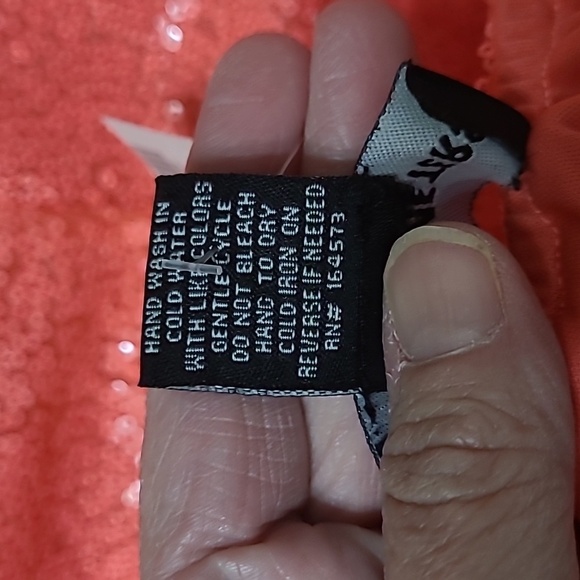 HAND WASH IN
COLD WATER
WITH LIKE COLORS
GENTLE CYCLE
DO NOT BLEACH
HANG TO DRY
COLD IRON ON
REVERSE IF NEEDED
RN# 164573